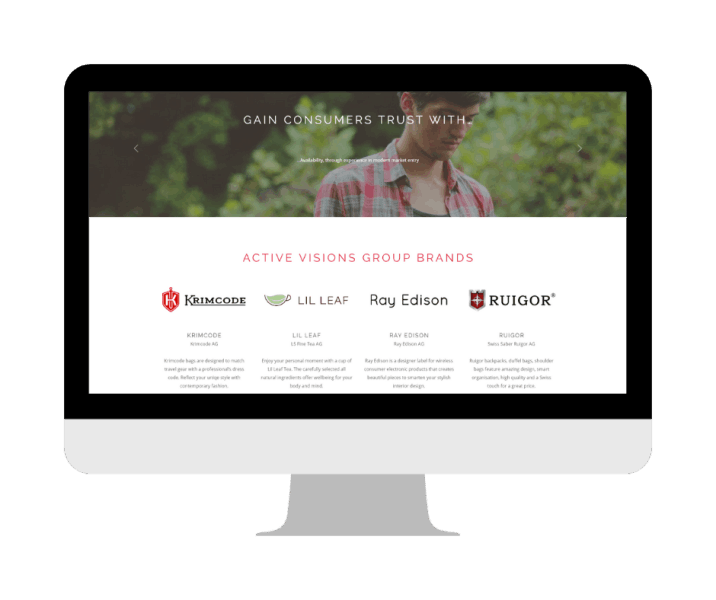 GAIN CONSUMERS TRUST WITH..
Availability, through experience in modern market entry
ACTIVE VISIONS GROUP BRANDS
KRIMCODE
LIL LEAF
Ray Edison
RUIGOR®
KRIMCODE
Krimcode AG
LIL LEAF
LS Fine Tea AG
RAY EDISON
Ray Edison AG
RUIGOR
Swiss Saber Ruigor AG
Krimcode bags are designed to match
travel gear with a professional's dress
code. Reflect your unique style with
contemporary fashion.
Enjoy your personal moment with a cup of
Lil Leaf Tea. The carefully selected all
natural ingredients offer wellbeing for your
body and mind.
Ray Edison is a designer label for wireless
consumer electronic products that creates
beautiful pieces to smarten your stylish
interior design.
Ruigor backpacks, duffel bags, shoulder
bags feature amazing design, smart
organisation, high quality and a Swiss
touch for a great price.